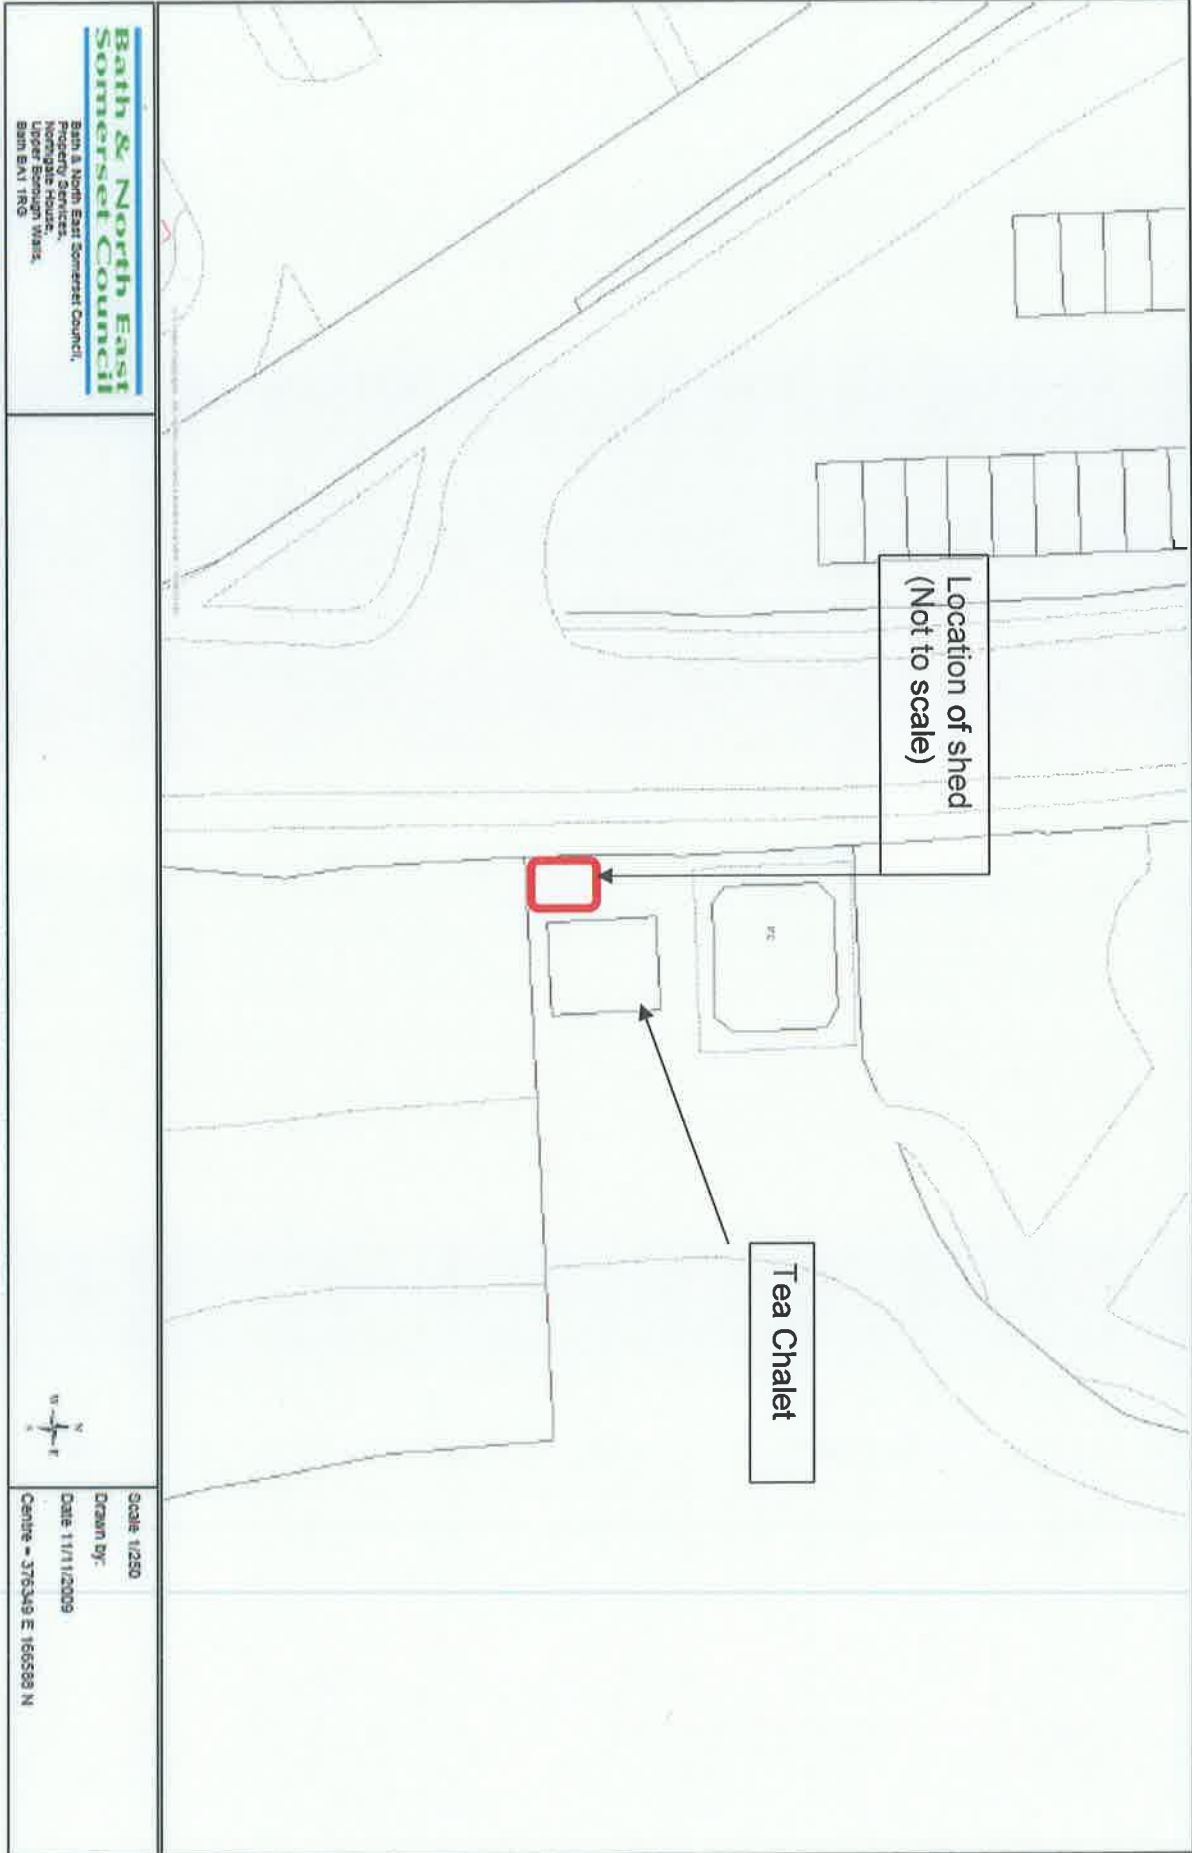 Location of shed
(Not to scale)
Tea Chalet
PC
Bath & North East
Somerset Council
Bath & North East Somerset Council,
Property Services,
Northgate House,
Upper Borough Walls,
Bath BA1 1RG
N
W
E
S
Scale 1/250
Drawn by:
Date 11/11/2009
Centre = 376349 E 166588 N